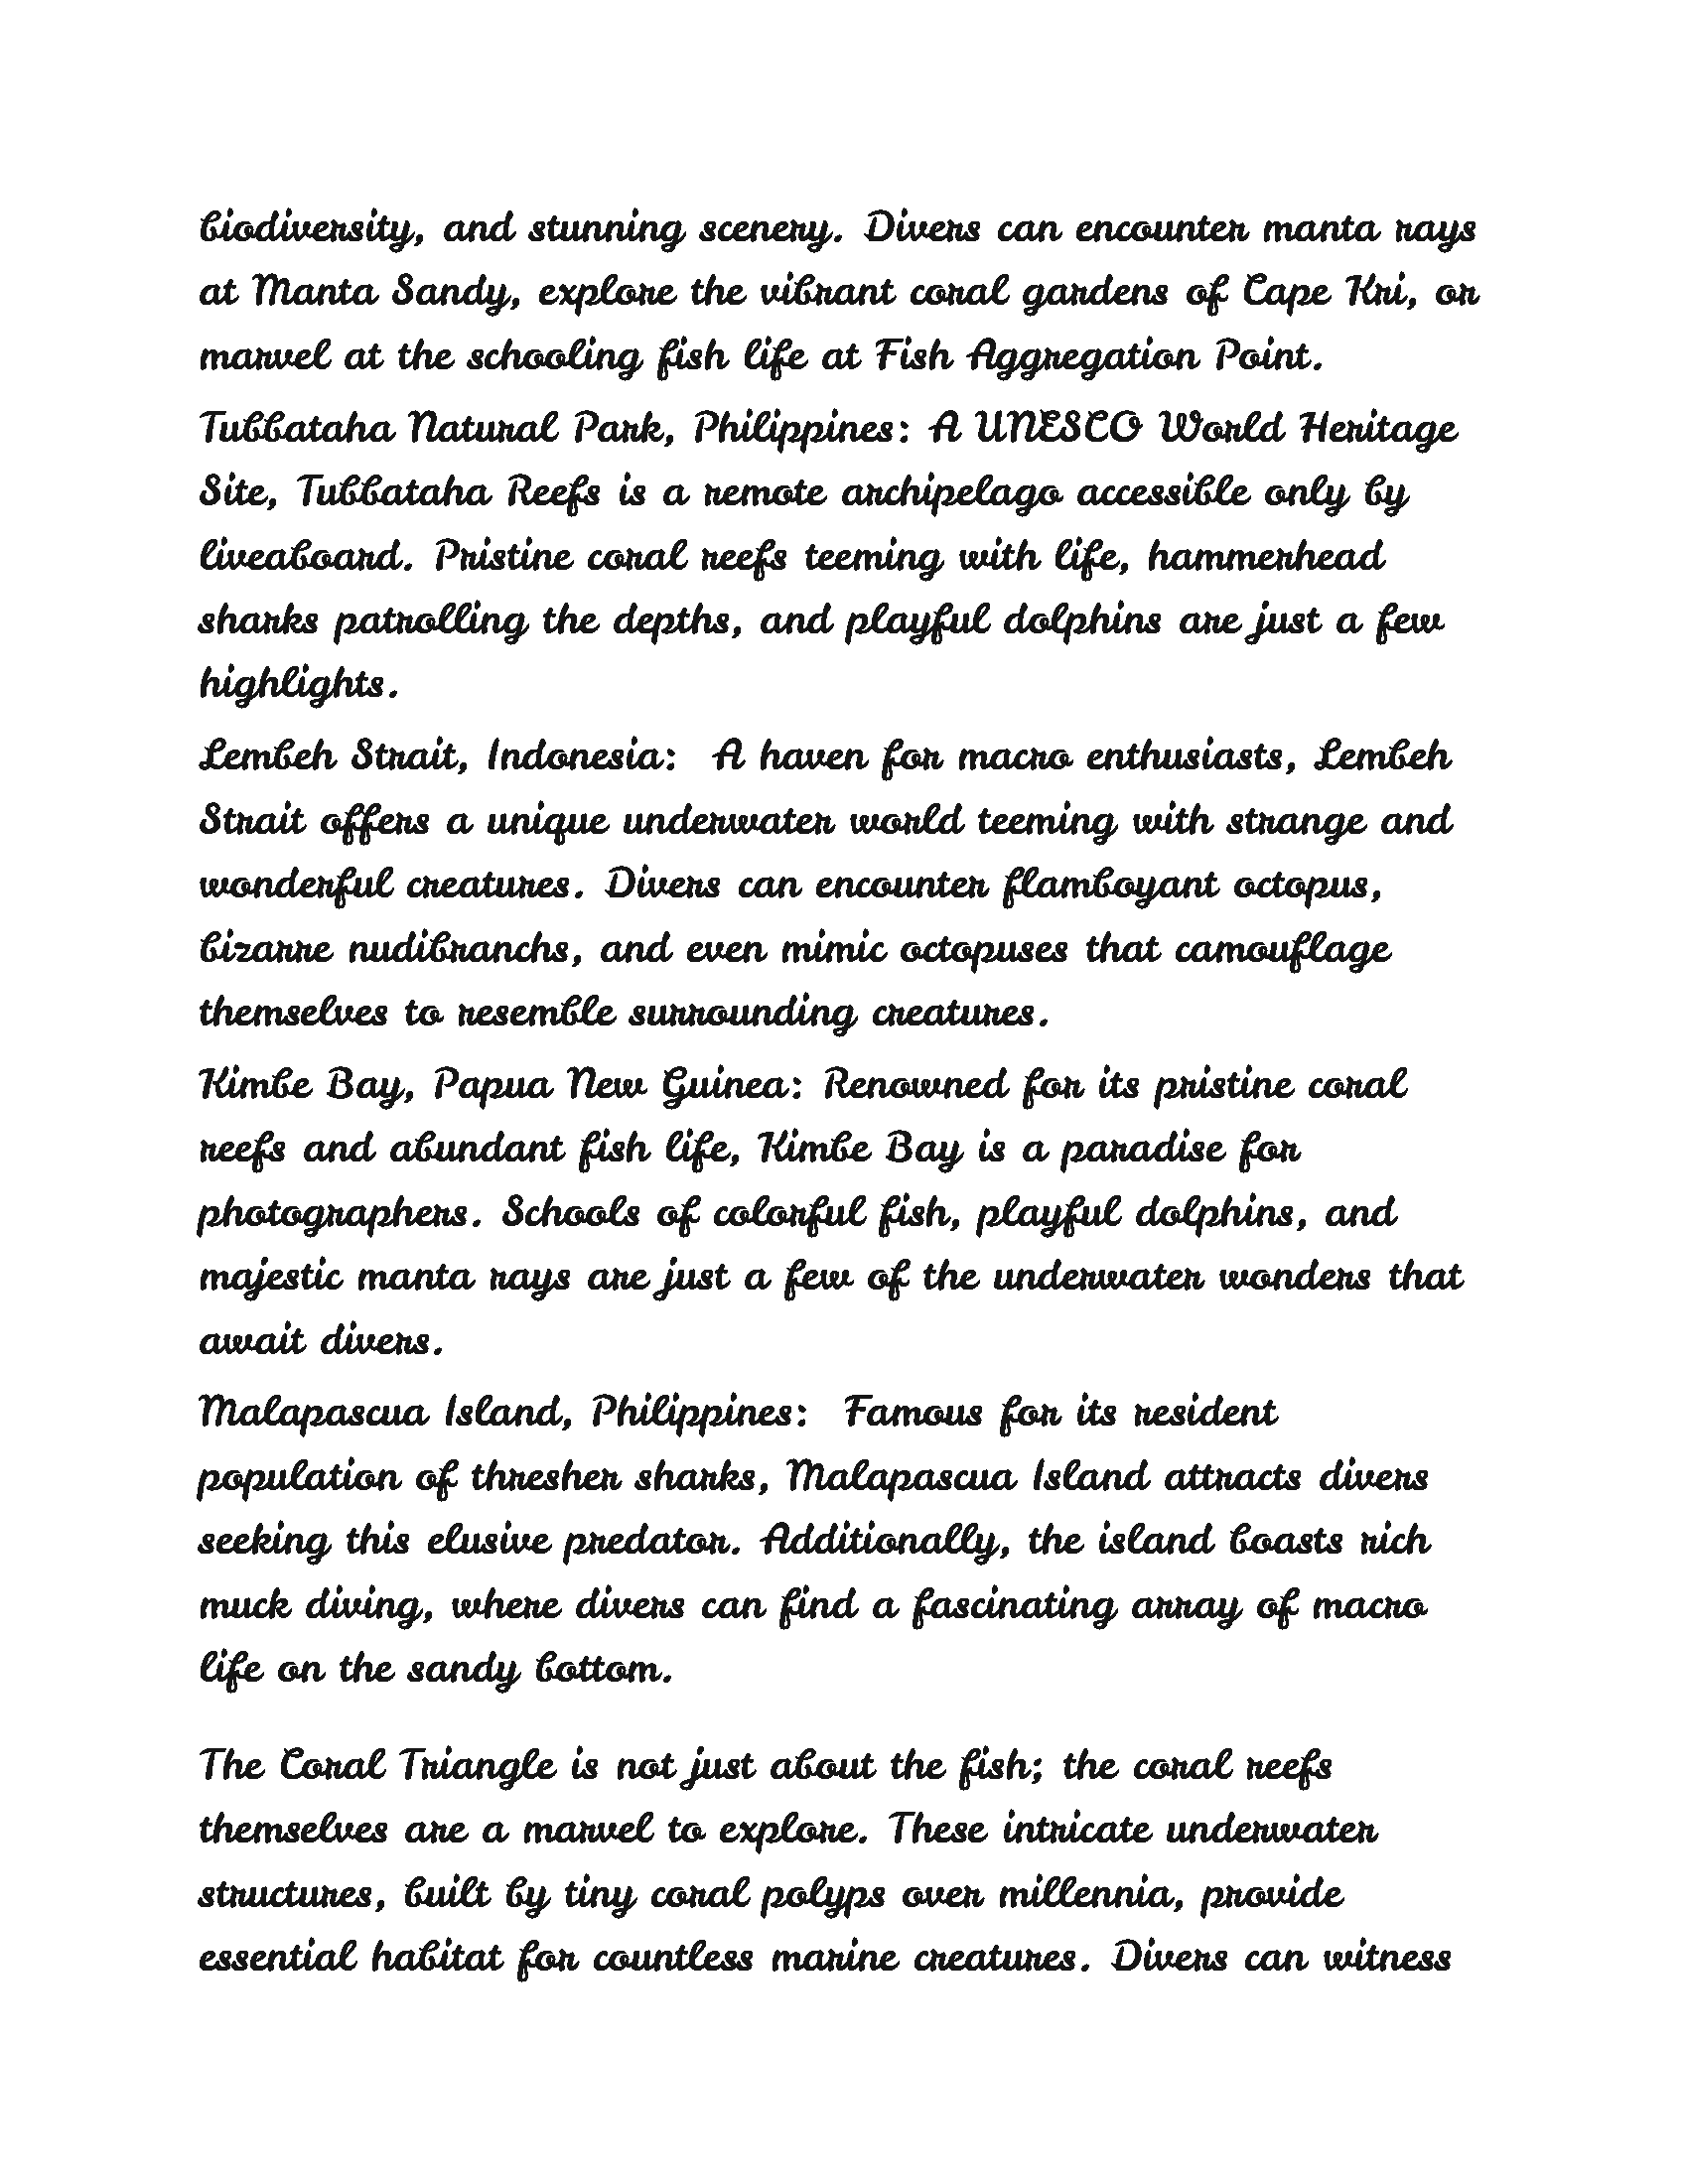 biodiversity, and stunning scenery. Divers can encounter manta rays
at Manta Sandy, explore the vibrant coral gardens of Cape Kri, or
marvel at the schooling fish life at Fish Aggregation Point.
Tubbataha Natural Park, Philippines: A UNESCO World Heritage
Site, Tubbataha Reefs is a remote archipelago accessible only by
liveaboard. Pristine coral reefs teeming with life, hammerhead
sharks patrolling the depths, and playful dolphins are just a few
highlights.
Lembeh Strait, Indonesia:  A haven for macro enthusiasts, Lembeh
Strait offers a unique underwater world teeming with strange and
wonderful creatures. Divers can encounter flamboyant octopus,
bizarre nudibranchs, and even mimic octopuses that camouflage
themselves to resemble surrounding creatures.
Kimbe Bay, Papua New Guinea: Renowned for its pristine coral
reefs and abundant fish life, Kimbe Bay is a paradise for
photographers. Schools of colorful fish, playful dolphins, and
majestic manta rays are just a few of the underwater wonders that
await divers.
Malapascua Island, Philippines:  Famous for its resident
population of thresher sharks, Malapascua Island attracts divers
seeking this elusive predator. Additionally, the island boasts rich
muck diving, where divers can find a fascinating array of macro
life on the sandy bottom.
The Coral Triangle is not just about the fish; the coral reefs
themselves are a marvel to explore. These intricate underwater
structures, built by tiny coral polyps over millennia, provide
essential habitat for countless marine creatures. Divers can witness